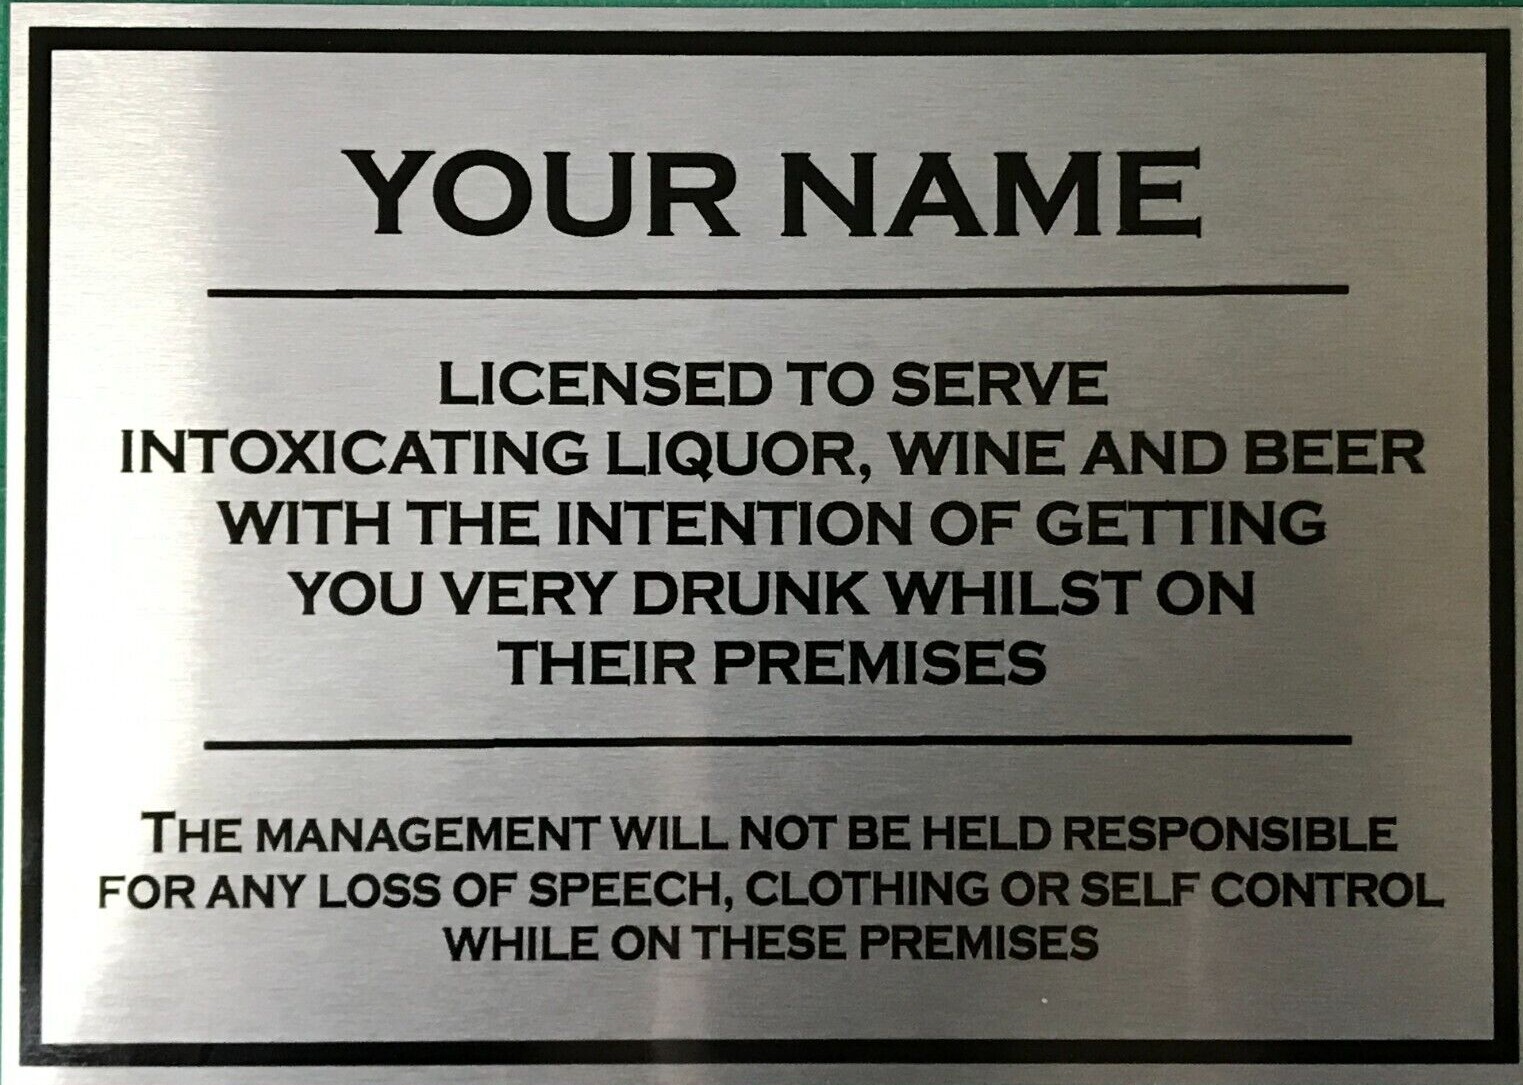 YOUR NAME
LICENSED TO SERVE
INTOXICATING LIQUOR, WINE AND BEER
WITH THE INTENTION OF GETTING
YOU VERY DRUNK WHILST ON
THEIR PREMISES
THE MANAGEMENT WILL NOT BE HELD RESPONSIBLE
FOR ANY LOSS OF SPEECH, CLOTHING OR SELF CONTROL
WHILE ON THESE PREMISES